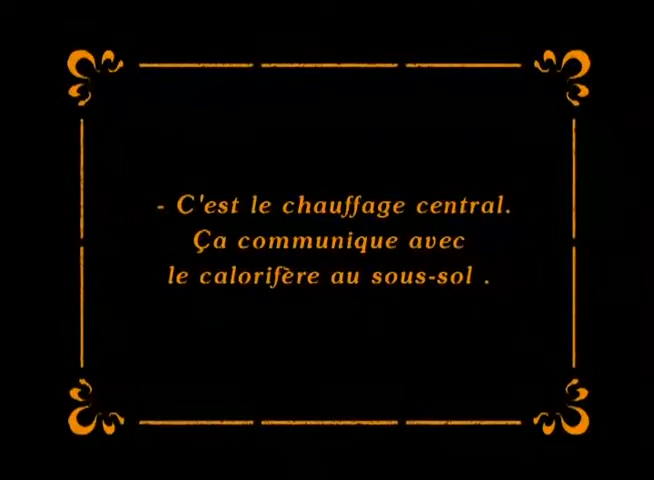 - C'est le chauffage central.
Ça communique avec
le calorifère au sous-sol .